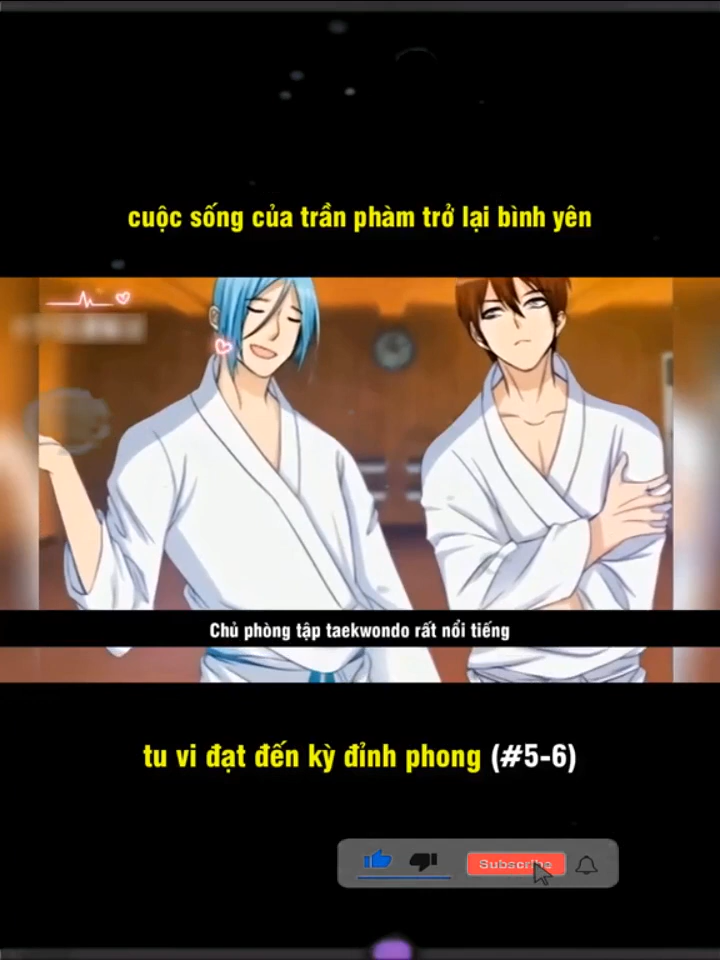 cuộc sống của trần phàm trở lại bình yên
Chủ phòng tập taekwondo rất nổi tiếng
tu vi đạt đến kỳ đỉnh phong (#5-6)
Subscribe